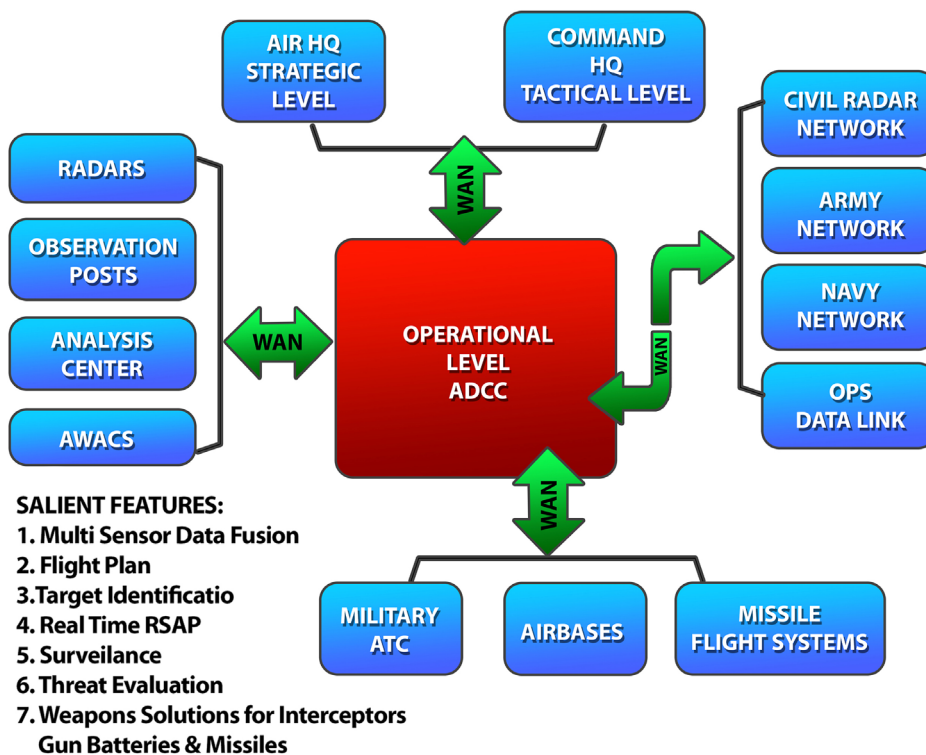 AIR HQ
STRATEGIC
LEVEL
COMMAND
HQ
TACTICAL LEVEL
CIVIL RADAR
NETWORK
RADARS
WAN
ARMY
NETWORK
OBSERVATION
POSTS
NAVY
NETWORK
ANALYSIS
CENTER
WAN
OPERATIONAL
LEVEL
ADCC
WAN
OPS
DATA LINK
AWACS
WAN
SALIENT FEATURES:
1. Multi Sensor Data Fusion
2. Flight Plan
3.Target Identificatio
4. Real Time RSAP
5. Surveilance
6. Threat Evaluation
7. Weapons Solutions for Interceptors
Gun Batteries & Missiles
MILITARY
ATC
AIRBASES
MISSILE
FLIGHT SYSTEMS